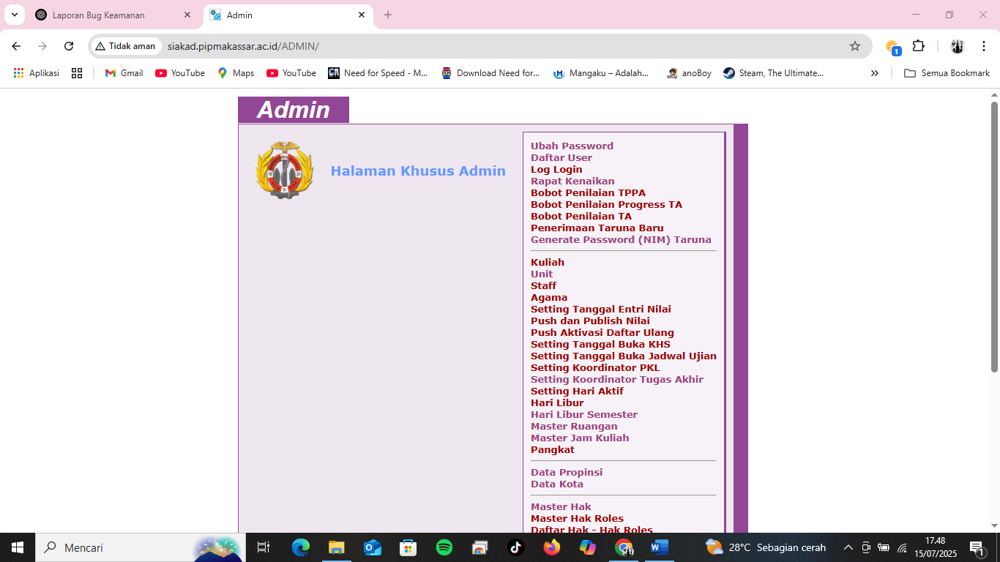 Laporan Bug Keamanan
Admin
Tidak aman
siakad.pipmakassar.ac.id/ADMIN/
1
Aplikasi
Gmail
YouTube
Maps
YouTube
Need for Speed - M...
Download Need for...
Mangaku – Adalah...
anoBoy
Steam, The Ultimate...
Semua Bookmark
Admin
Halaman Khusus Admin
Ubah Password
Daftar User
Log Login
Rapat Kenaikan
Bobot Penilaian TPPA
Bobot Penilaian Progress TA
Bobot Penilaian TA
Penerimaan Taruna Baru
Generate Password (NIM) Taruna
Kuliah
Unit
Staff
Agama
Setting Tanggal Entri Nilai
Push dan Publish Nilai
Push Aktivasi Daftar Ulang
Setting Tanggal Buka KHS
Setting Tanggal Buka Jadwal Ujian
Setting Koordinator PKL
Setting Koordinator Tugas Akhir
Setting Hari Aktif
Hari Libur
Hari Libur Semester
Master Ruangan
Master Jam Kuliah
Pangkat
Data Propinsi
Data Kota
Master Hak
Master Hak Roles
Daftar Hak - Hak Roles
Mencari
28°C Sebagian cerah
17.48
15/07/2025
1